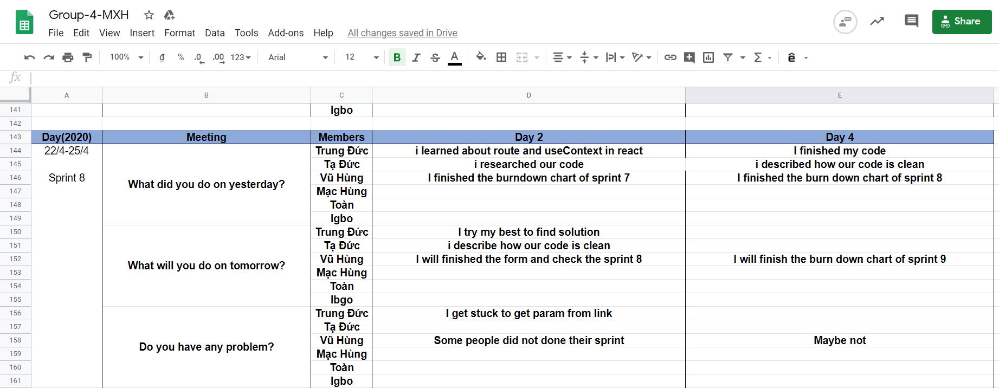 Group-4-MXH
File Edit View Insert Format Data Tools Add-ons Help All changes saved in Drive
Share
100% ₫ % .0 .00 123 Arial 12 B I S A Σ ê
fx
A B C D E
141 Igbo
142
143 Day(2020) Meeting Members Day 2 Day 4
144 22/4-25/4 Trung Đức i learned about route and useContext in react I finished my code
145 Tạ Đức i researched our code i described how our code is clean
146 Sprint 8 Vũ Hùng I finished the burndown chart of sprint 7 I finished the burn down chart of sprint 8
What did you do on yesterday?
147 Mạc Hùng
148 Toàn
149 Igbo
150 Trung Đức I try my best to find solution
151 Tạ Đức i describe how our code is clean
152 Vũ Hùng I will finished the form and check the sprint 8 I will finish the burn down chart of sprint 9
What will you do on tomorrow?
153 Mạc Hùng
154 Toàn
155 Ibgo
156 Trung Đức I get stuck to get param from link
157 Tạ Đức
158 Vũ Hùng Some people did not done their sprint Maybe not
Do you have any problem?
159 Mạc Hùng
160 Toàn
161 Igbo